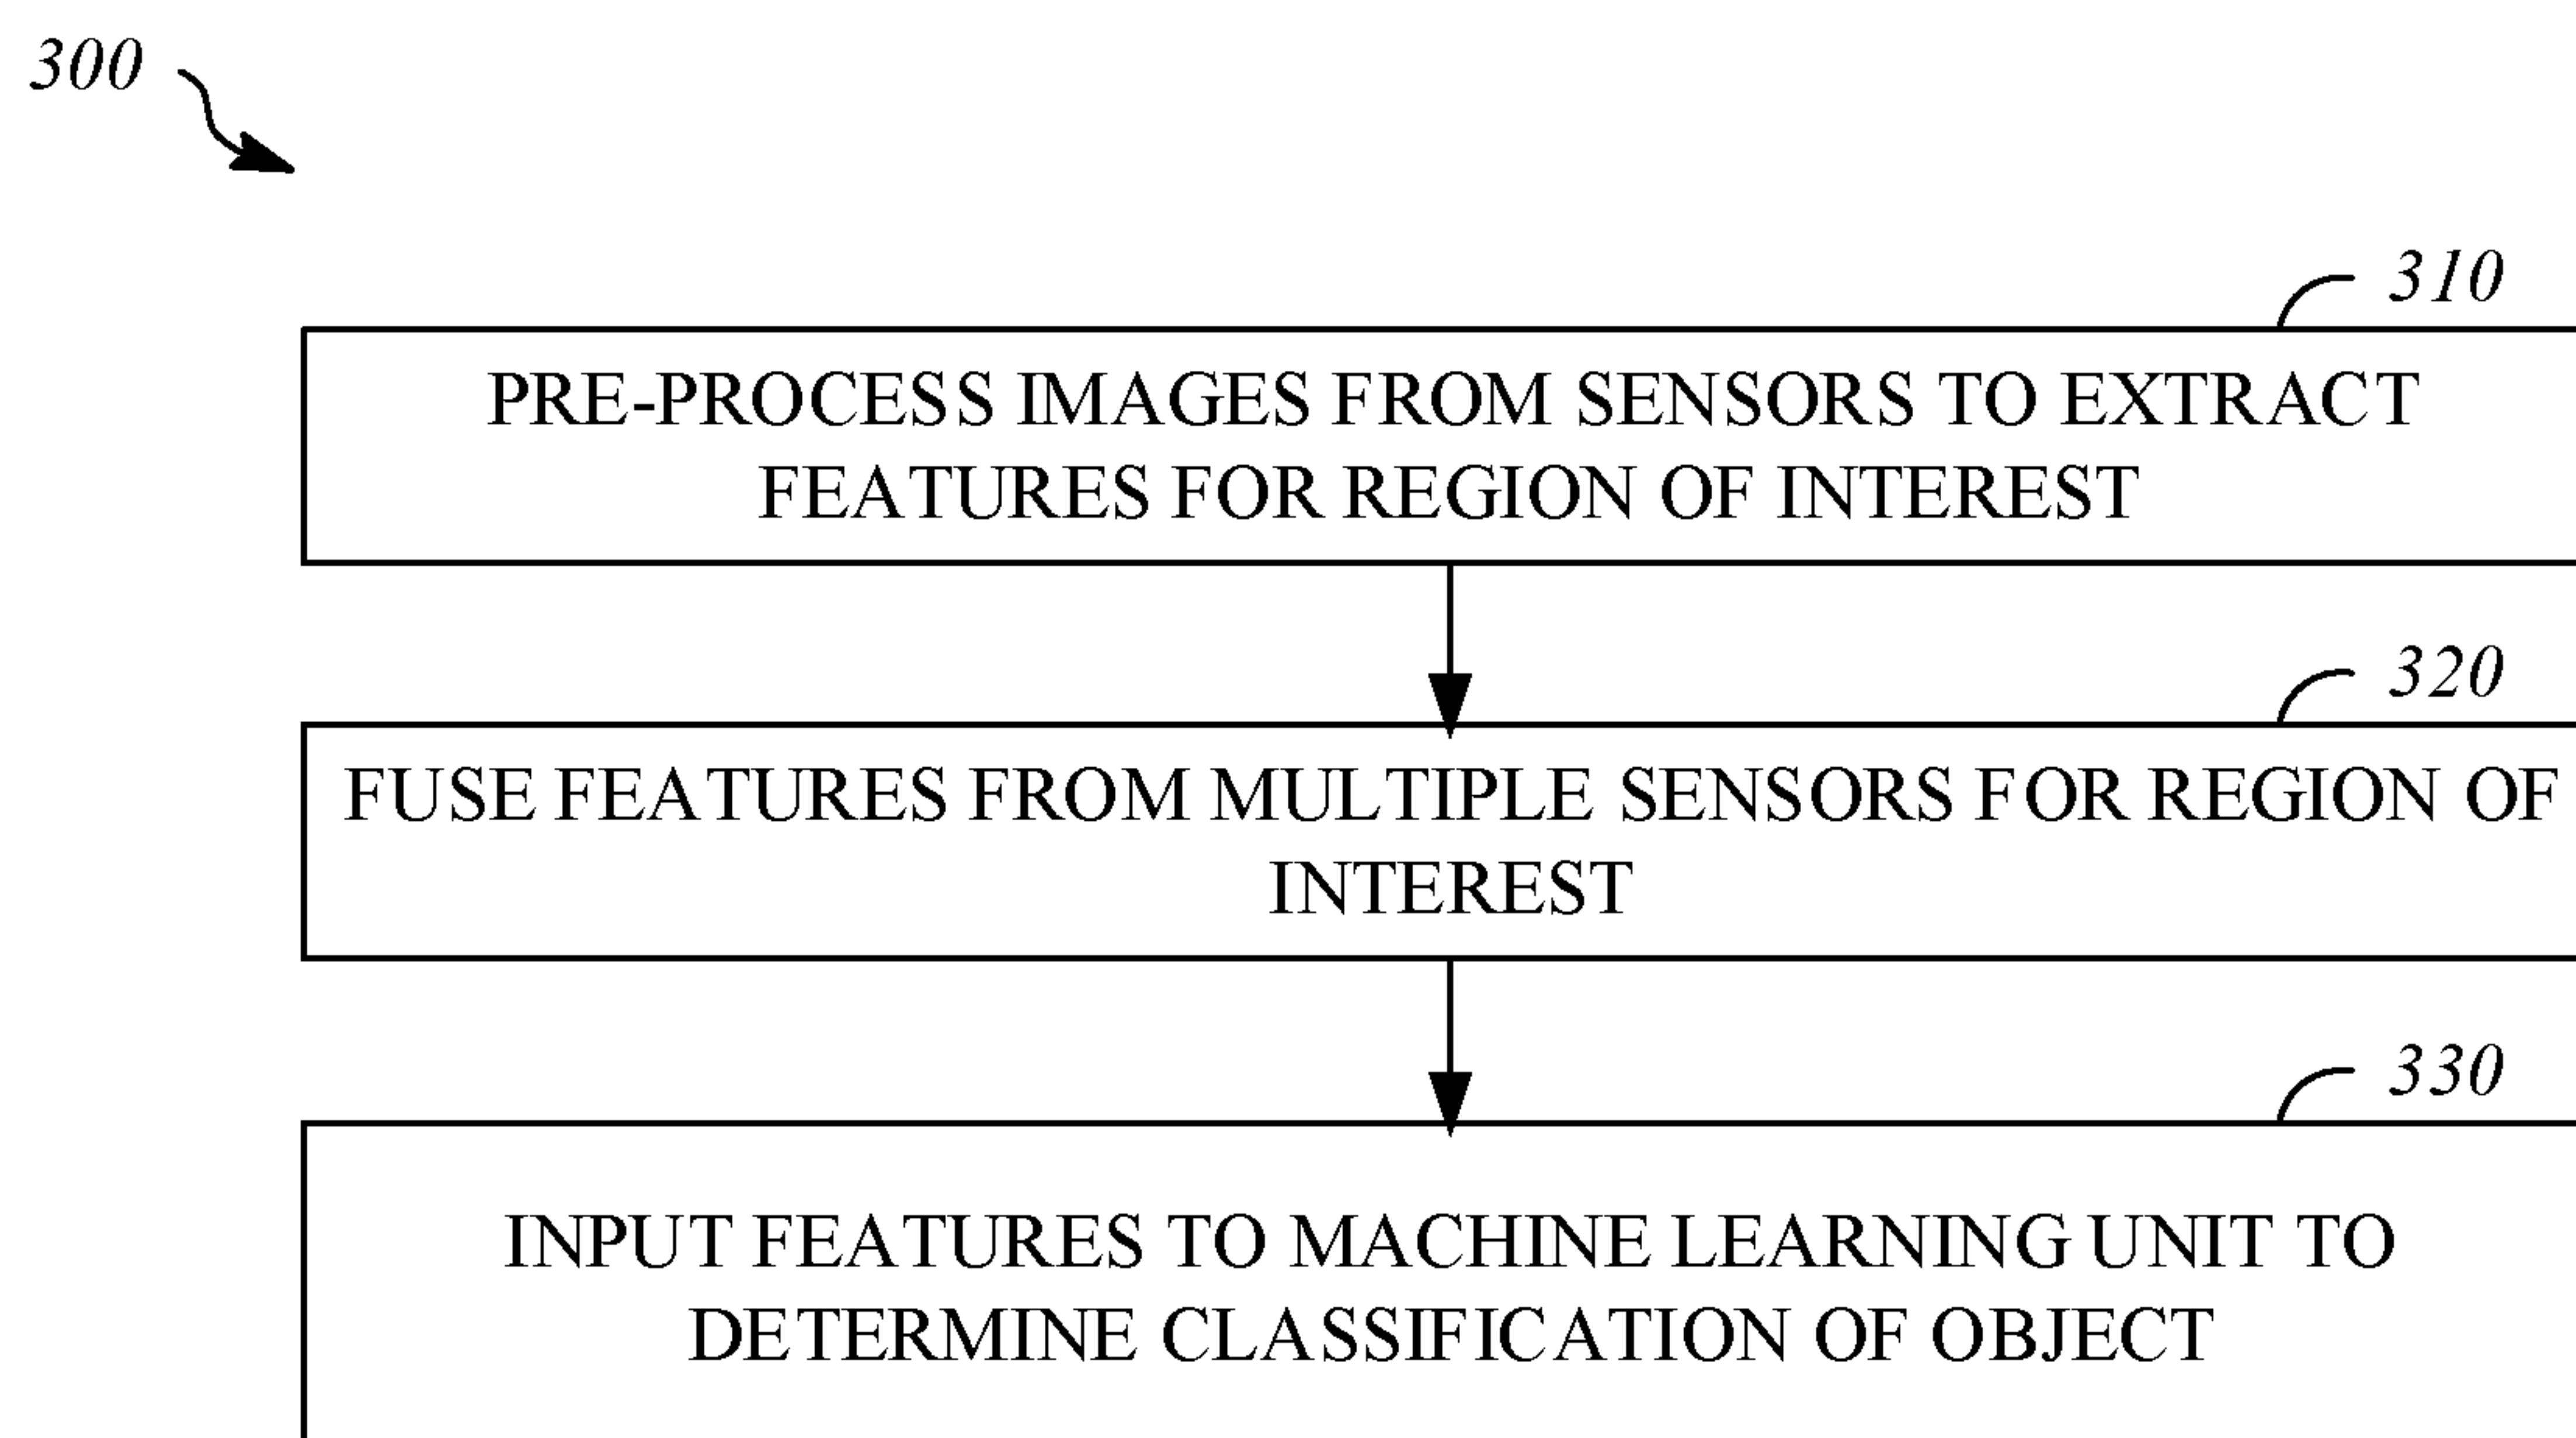 300
310
PRE-PROCESS IMAGES FROM SENSORS TO EXTRACT
FEATURES FOR REGION OF INTEREST
320
FUSE FEATURES FROM MULTIPLE SENSORS FOR REGION OF
INTEREST
330
INPUT FEATURES TO MACHINE LEARNING UNIT TO
DETERMINE CLASSIFICATION OF OBJECT